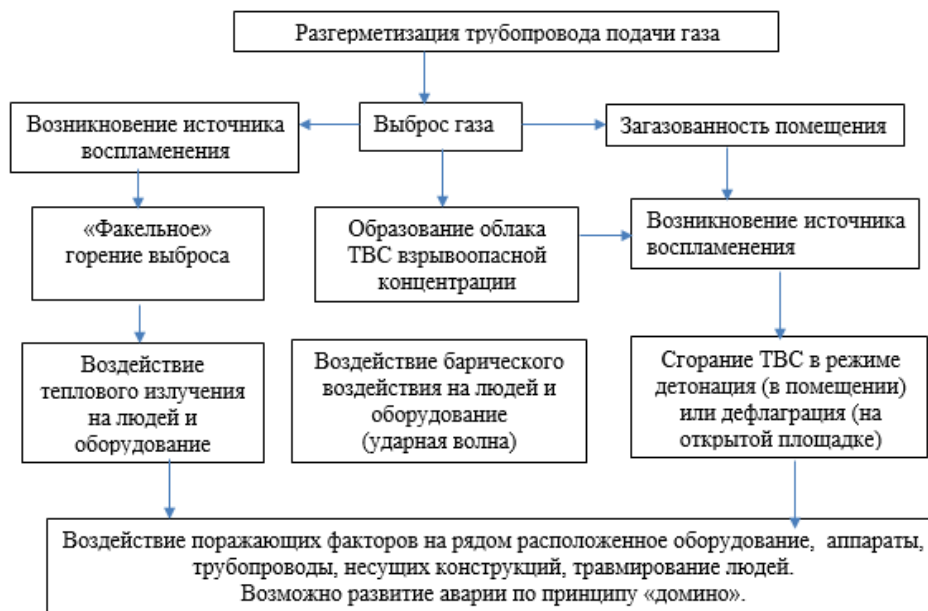 Разгерметизация трубопровода подачи газа
Возникновение источника
воспламенения
Выброс газа
Загазованность помещения
«Факельное»
горение выброса
Образование облака
ТВС взрывоопасной
концентрации
Возникновение источника
воспламенения
Воздействие
теплового излучения
на людей и
оборудование
Воздействие барического
воздействия на людей и
оборудование
(ударная волна)
Сгорание ТВС в режиме
детонация (в помещении)
или дефлаграция (на
открытой площадке)
Воздействие поражающих факторов на рядом расположенное оборудование, аппараты,
трубопроводы, несущих конструкций, травмирование людей.
Возможно развитие аварии по принципу «домино».